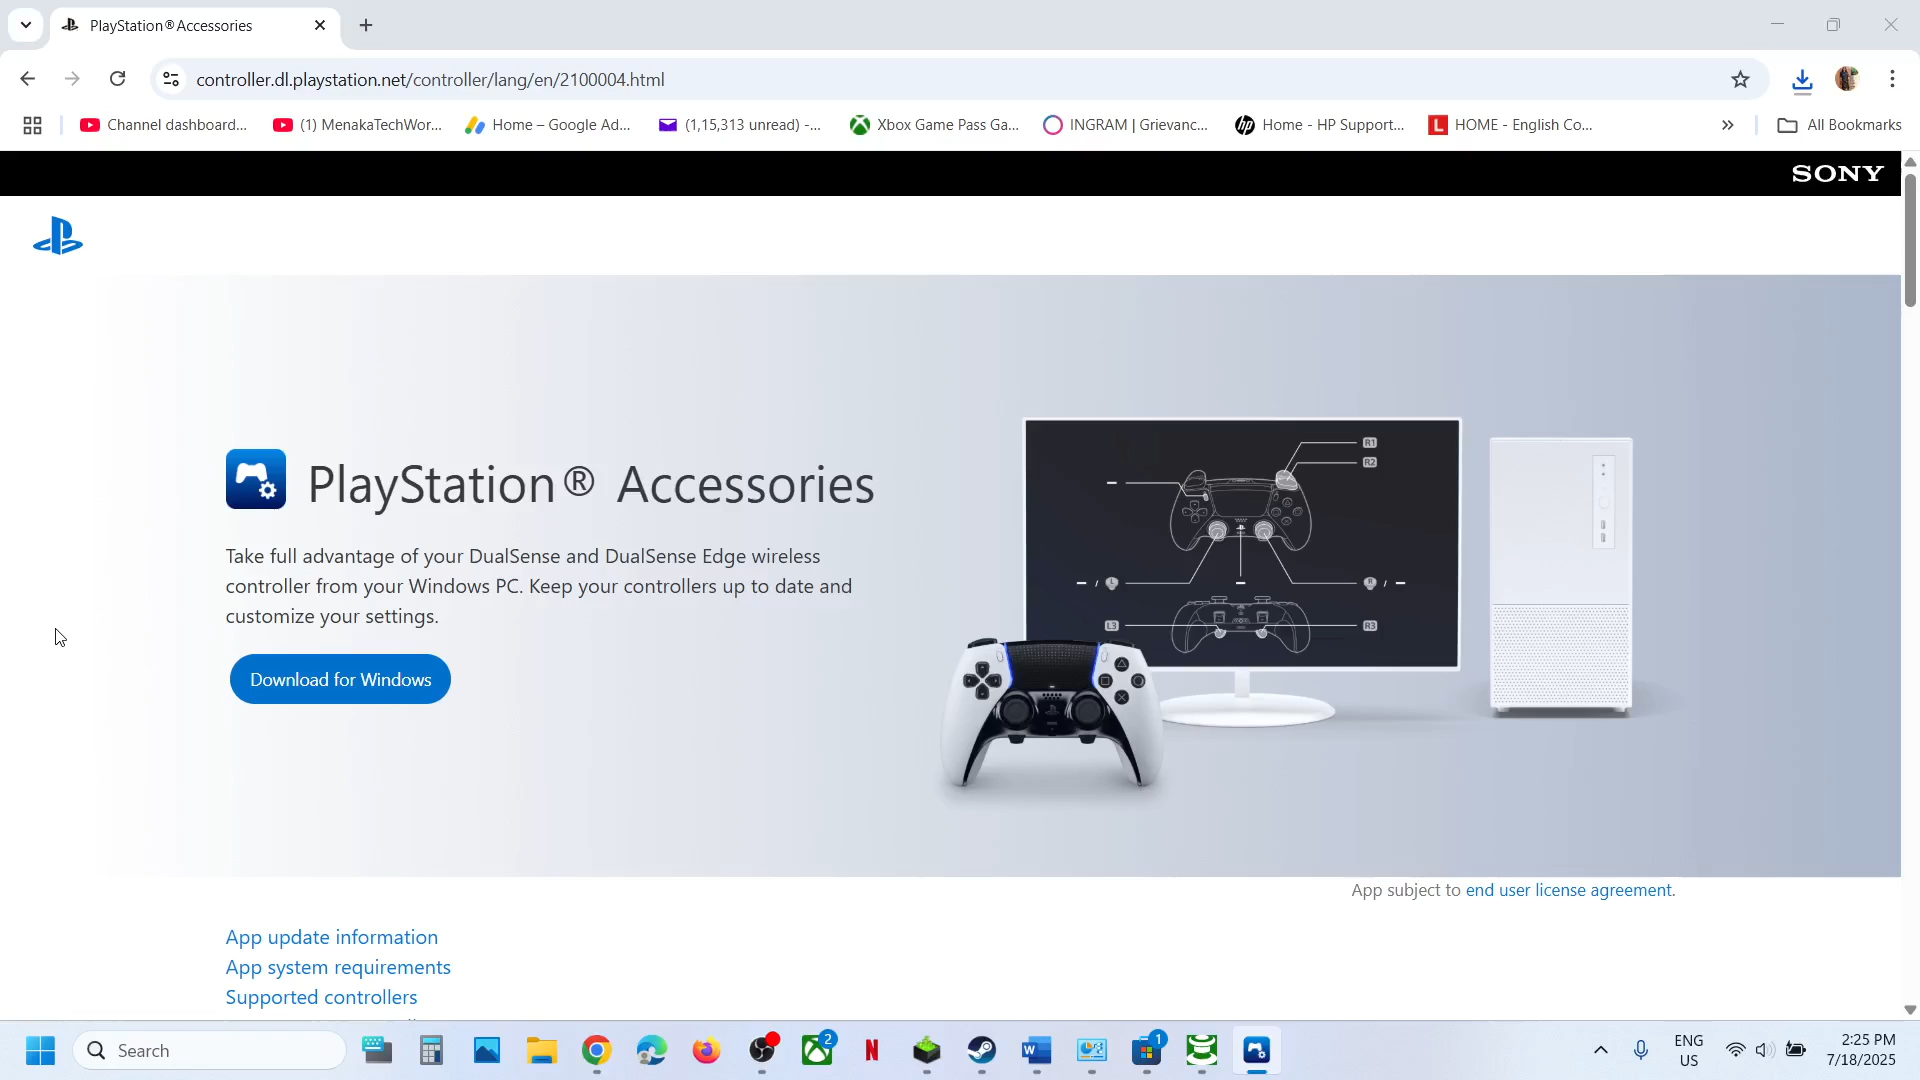 PlayStation®Accessories
controller.dl.playstation.net/controller/lang/en/2100004.html
Channel dashboard...
(1) MenakaTechWor...
Home – Google Ad...
(1,15,313 unread) -...
Xbox Game Pass Ga...
INGRAM | Grievanc...
Home - HP Support...
HOME - English Co...
All Bookmarks
SONY
R1
R2
PlayStation® Accessories
Take full advantage of your DualSense and DualSense Edge wireless
controller from your Windows PC. Keep your controllers up to date and
customize your settings.
L
R
L3
R3
Download for Windows
App subject to end user license agreement.
App update information
App system requirements
Supported controllers
Search
2
1
ENG
US
2:25 PM
7/18/2025